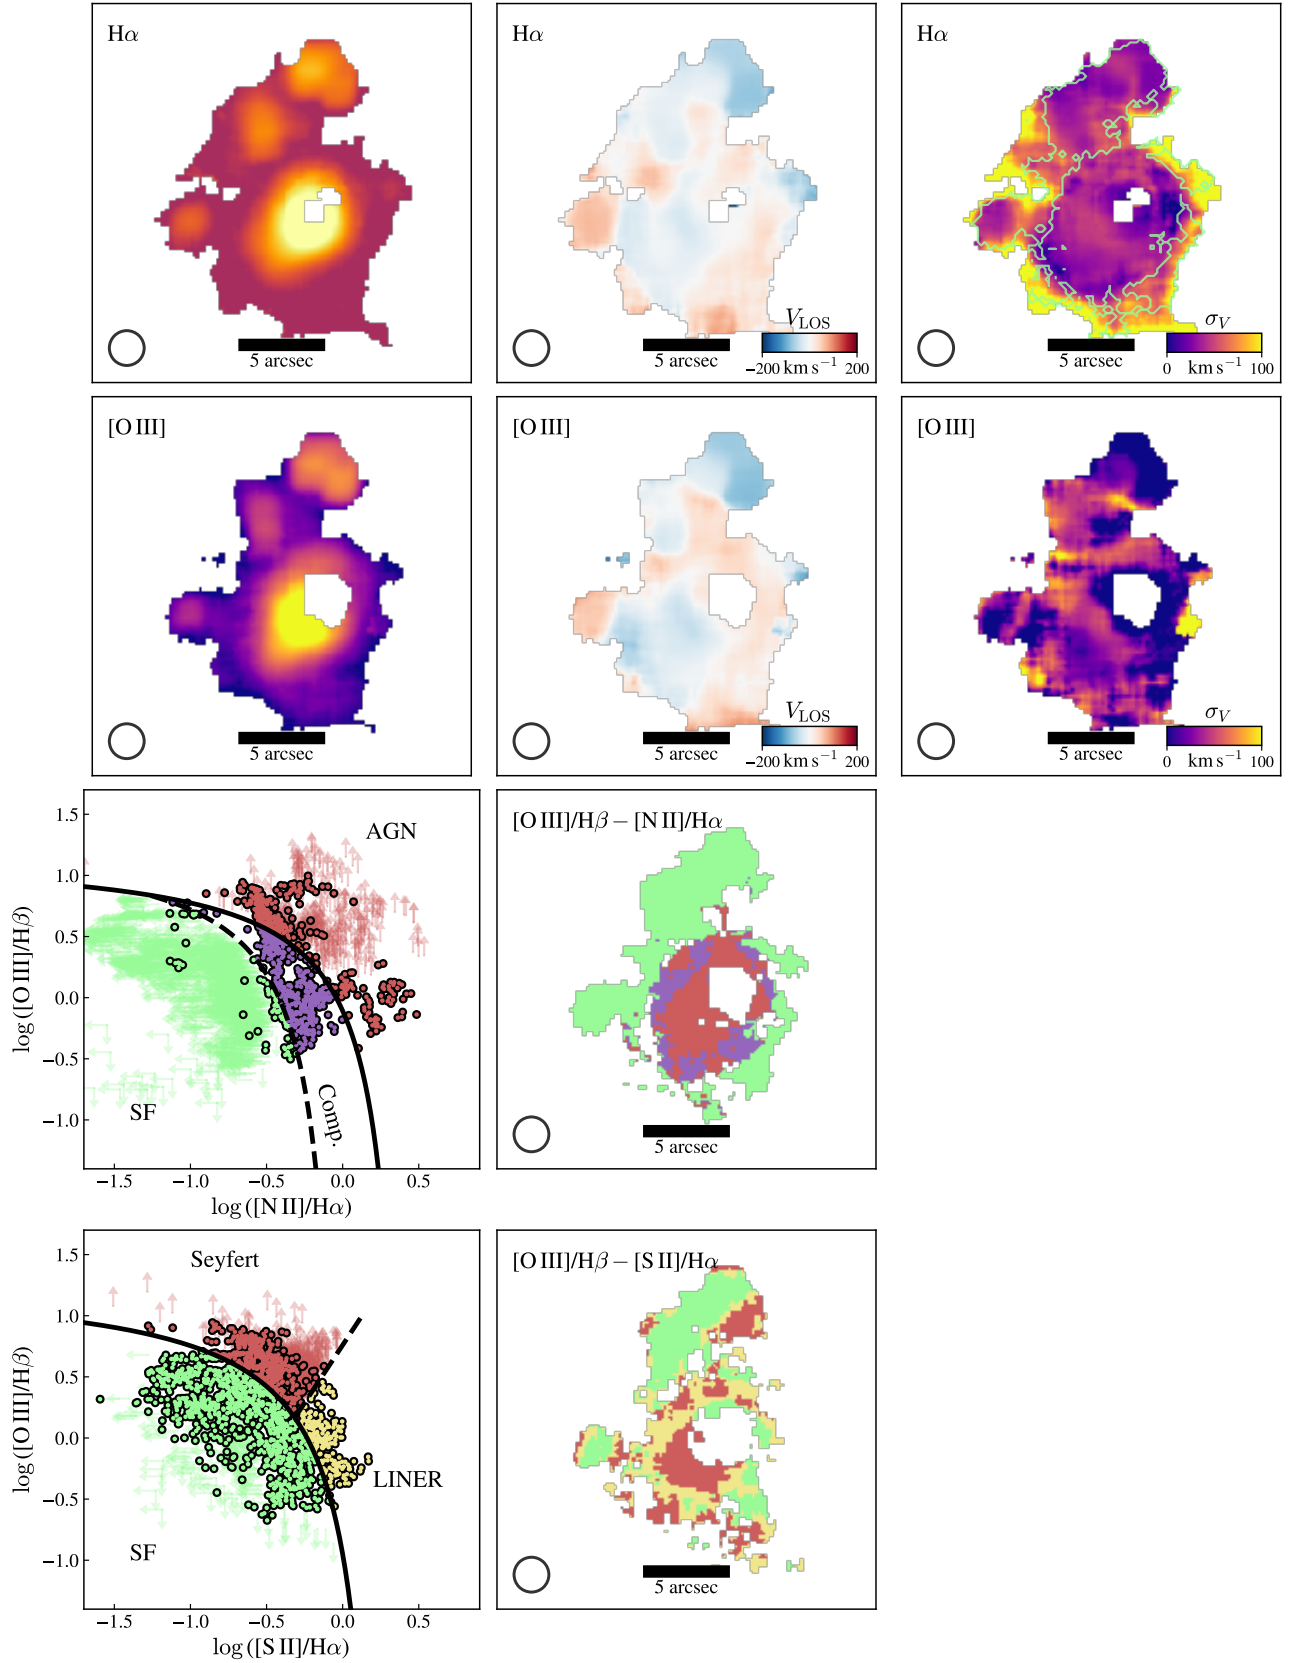 Hα
5 arcsec
Hα
V_LOS
−200 km s⁻¹ 200
5 arcsec
Hα
σ_V
0 km s⁻¹ 100
5 arcsec
[O III]
5 arcsec
[O III]
V_LOS
−200 km s⁻¹ 200
5 arcsec
[O III]
σ_V
0 km s⁻¹ 100
5 arcsec
log ([O III]/Hβ)
1.5
1.0
0.5
0.0
−0.5
−1.0
AGN
SF
Comp.
−1.5 −1.0 −0.5 0.0 0.5
log ([N II]/Hα)
[O III]/Hβ − [N II]/Hα
5 arcsec
log ([O III]/Hβ)
1.5
1.0
0.5
0.0
−0.5
−1.0
Seyfert
LINER
SF
−1.5 −1.0 −0.5 0.0 0.5
log ([S II]/Hα)
[O III]/Hβ − [S II]/Hα
5 arcsec